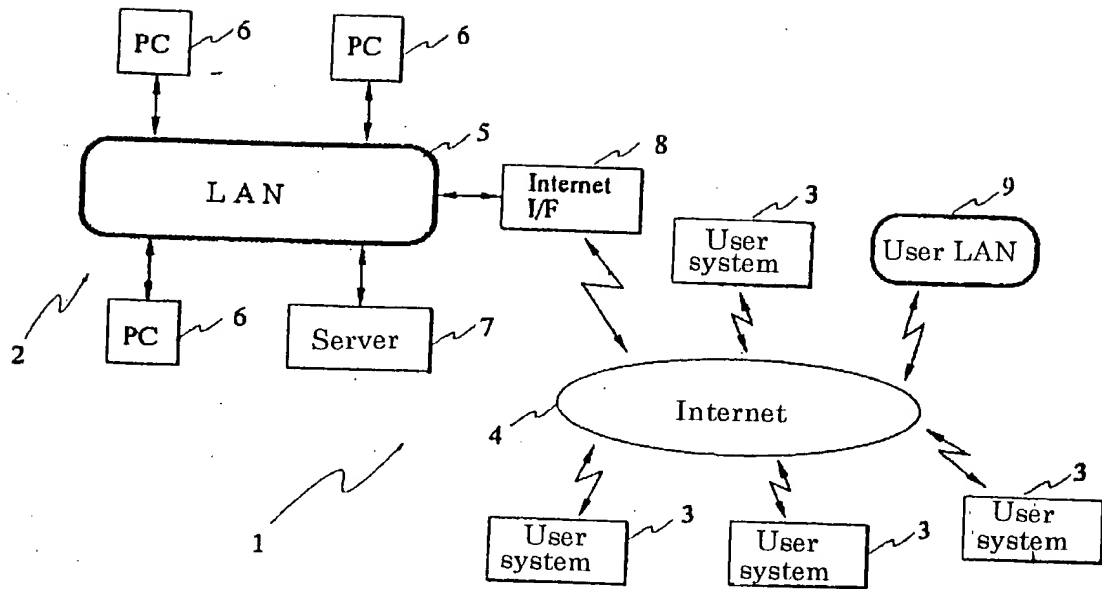 PC
6
PC
6
5
LAN
8
Internet
I/F
3
User
system
9
User LAN
2
PC
6
Server
7
4
Internet
1
User
system
3
User
system
3
User
system
3